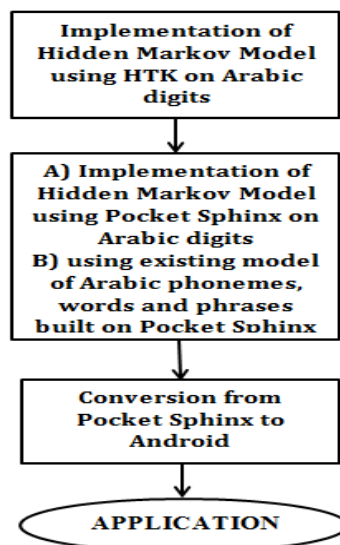 Implementation of
Hidden Markov Model
using HTK on Arabic
digits
A) Implementation of
Hidden Markov Model
using Pocket Sphinx on
Arabic digits
B) using existing model
of Arabic phonemes,
words and phrases
built on Pocket Sphinx
Conversion from
Pocket Sphinx to
Android
APPLICATION